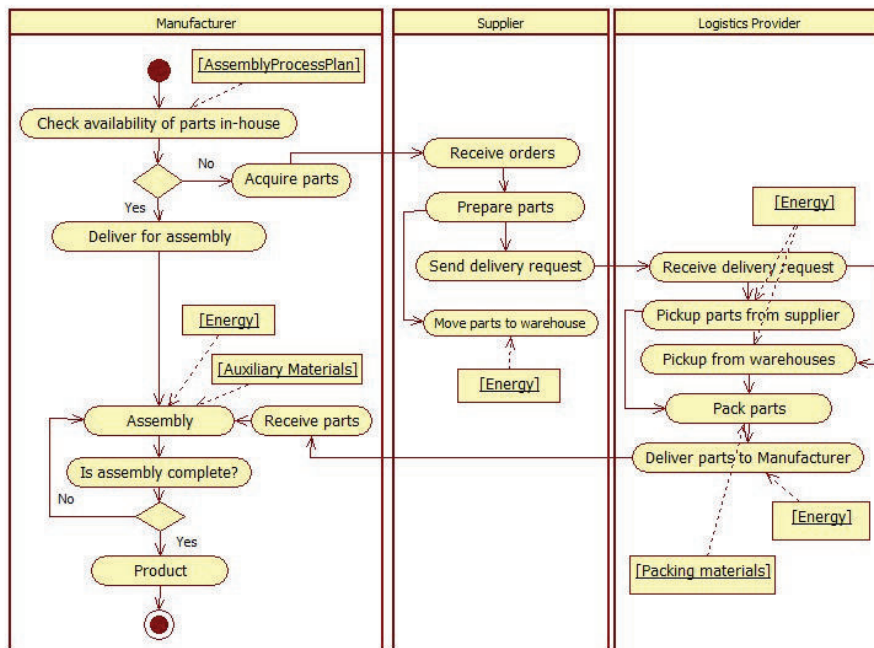 Manufacturer
Supplier
Logistics Provider
[AssemblyProcessPlan]
Check availability of parts in-house
No
Acquire parts
Yes
Deliver for assembly
[Energy]
[Auxiliary Materials]
Assembly
Receive parts
Is assembly complete?
No
Yes
Product
Receive orders
Prepare parts
Send delivery request
Move parts to warehouse
[Energy]
[Energy]
Receive delivery request
Pickup parts from supplier
Pickup from warehouses
Pack parts
Deliver parts to Manufacturer
[Energy]
[Packing materials]